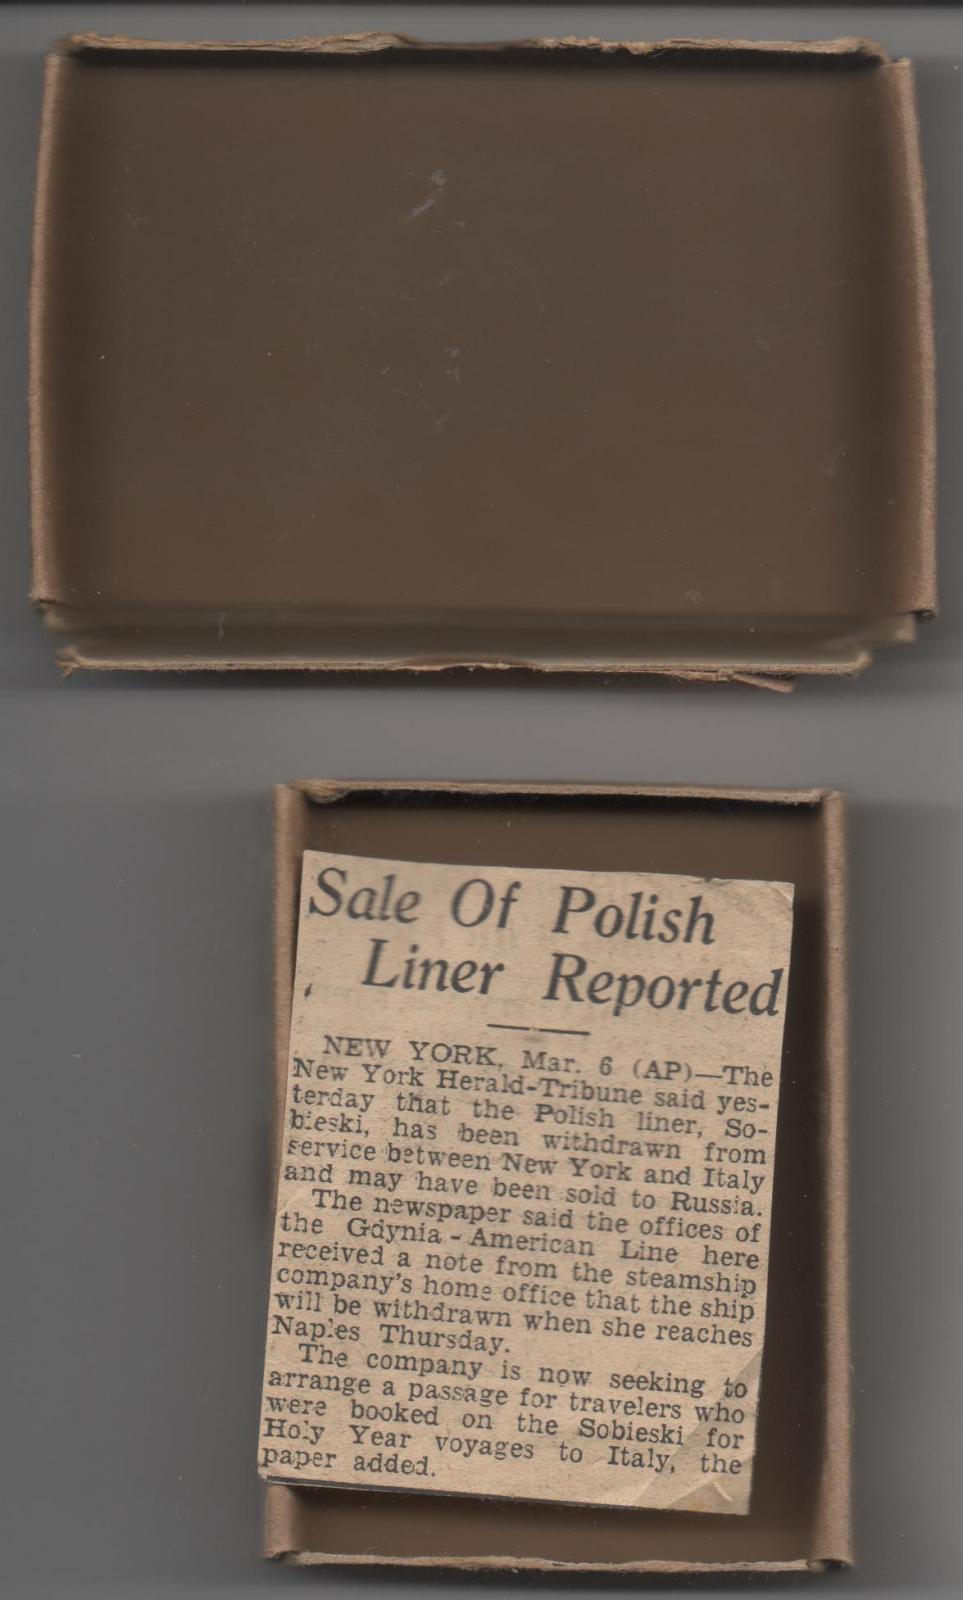 Sale Of Polish
Liner Reported
NEW YORK, Mar. 6 (AP)—The
New York Herald-Tribune said yes-
terday that the Polish liner, So-
bieski, has been withdrawn from
service between New York and Italy
and may have been sold to Russia.
The newspaper said the offices of
the Gdynia-American Line here
received a note from the steamship
company's home office that the ship
will be withdrawn when she reaches
Naples Thursday.
The company is now seeking to
arrange a passage for travelers who
were booked on the Sobieski for
Holy Year voyages to Italy, the
paper added.